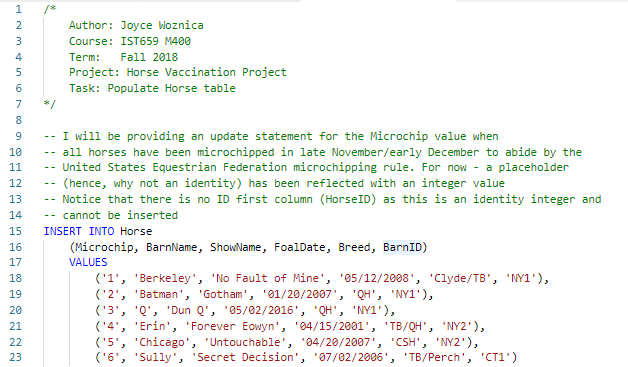 1 /*
2 Author: Joyce Woznica
3 Course: IST659 M400
4 Term: Fall 2018
5 Project: Horse Vaccination Project
6 Task: Populate Horse table
7 */
8
9 -- I will be providing an update statement for the Microchip value when
10 -- all horses have been microchipped in late November/early December to abide by the
11 -- United States Equestrian Federation microchipping rule. For now - a placeholder
12 -- (hence, why not an identity) has been reflected with an integer value
13 -- Notice that there is no ID first column (HorseID) as this is an identity integer and
14 -- cannot be inserted
15 INSERT INTO Horse
16 (Microchip, BarnName, ShowName, FoalDate, Breed, BarnID)
17 VALUES
18 ('1', 'Berkeley', 'No Fault of Mine', '05/12/2008', 'Clyde/TB', 'NY1'),
19 ('2', 'Batman', 'Gotham', '01/20/2007', 'QH', 'NY1'),
20 ('3', 'Q', 'Dun Q', '05/02/2016', 'QH', 'NY1'),
21 ('4', 'Erin', 'Forever Eowyn', '04/15/2001', 'TB/QH', 'NY2'),
22 ('5', 'Chicago', 'Untouchable', '04/20/2007', 'CSH', 'NY2'),
23 ('6', 'Sully', 'Secret Decision', '07/02/2006', 'TB/Perch', 'CT1')